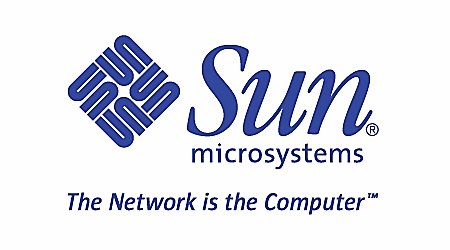 Sun®
microsystems
The Network is the Computer™